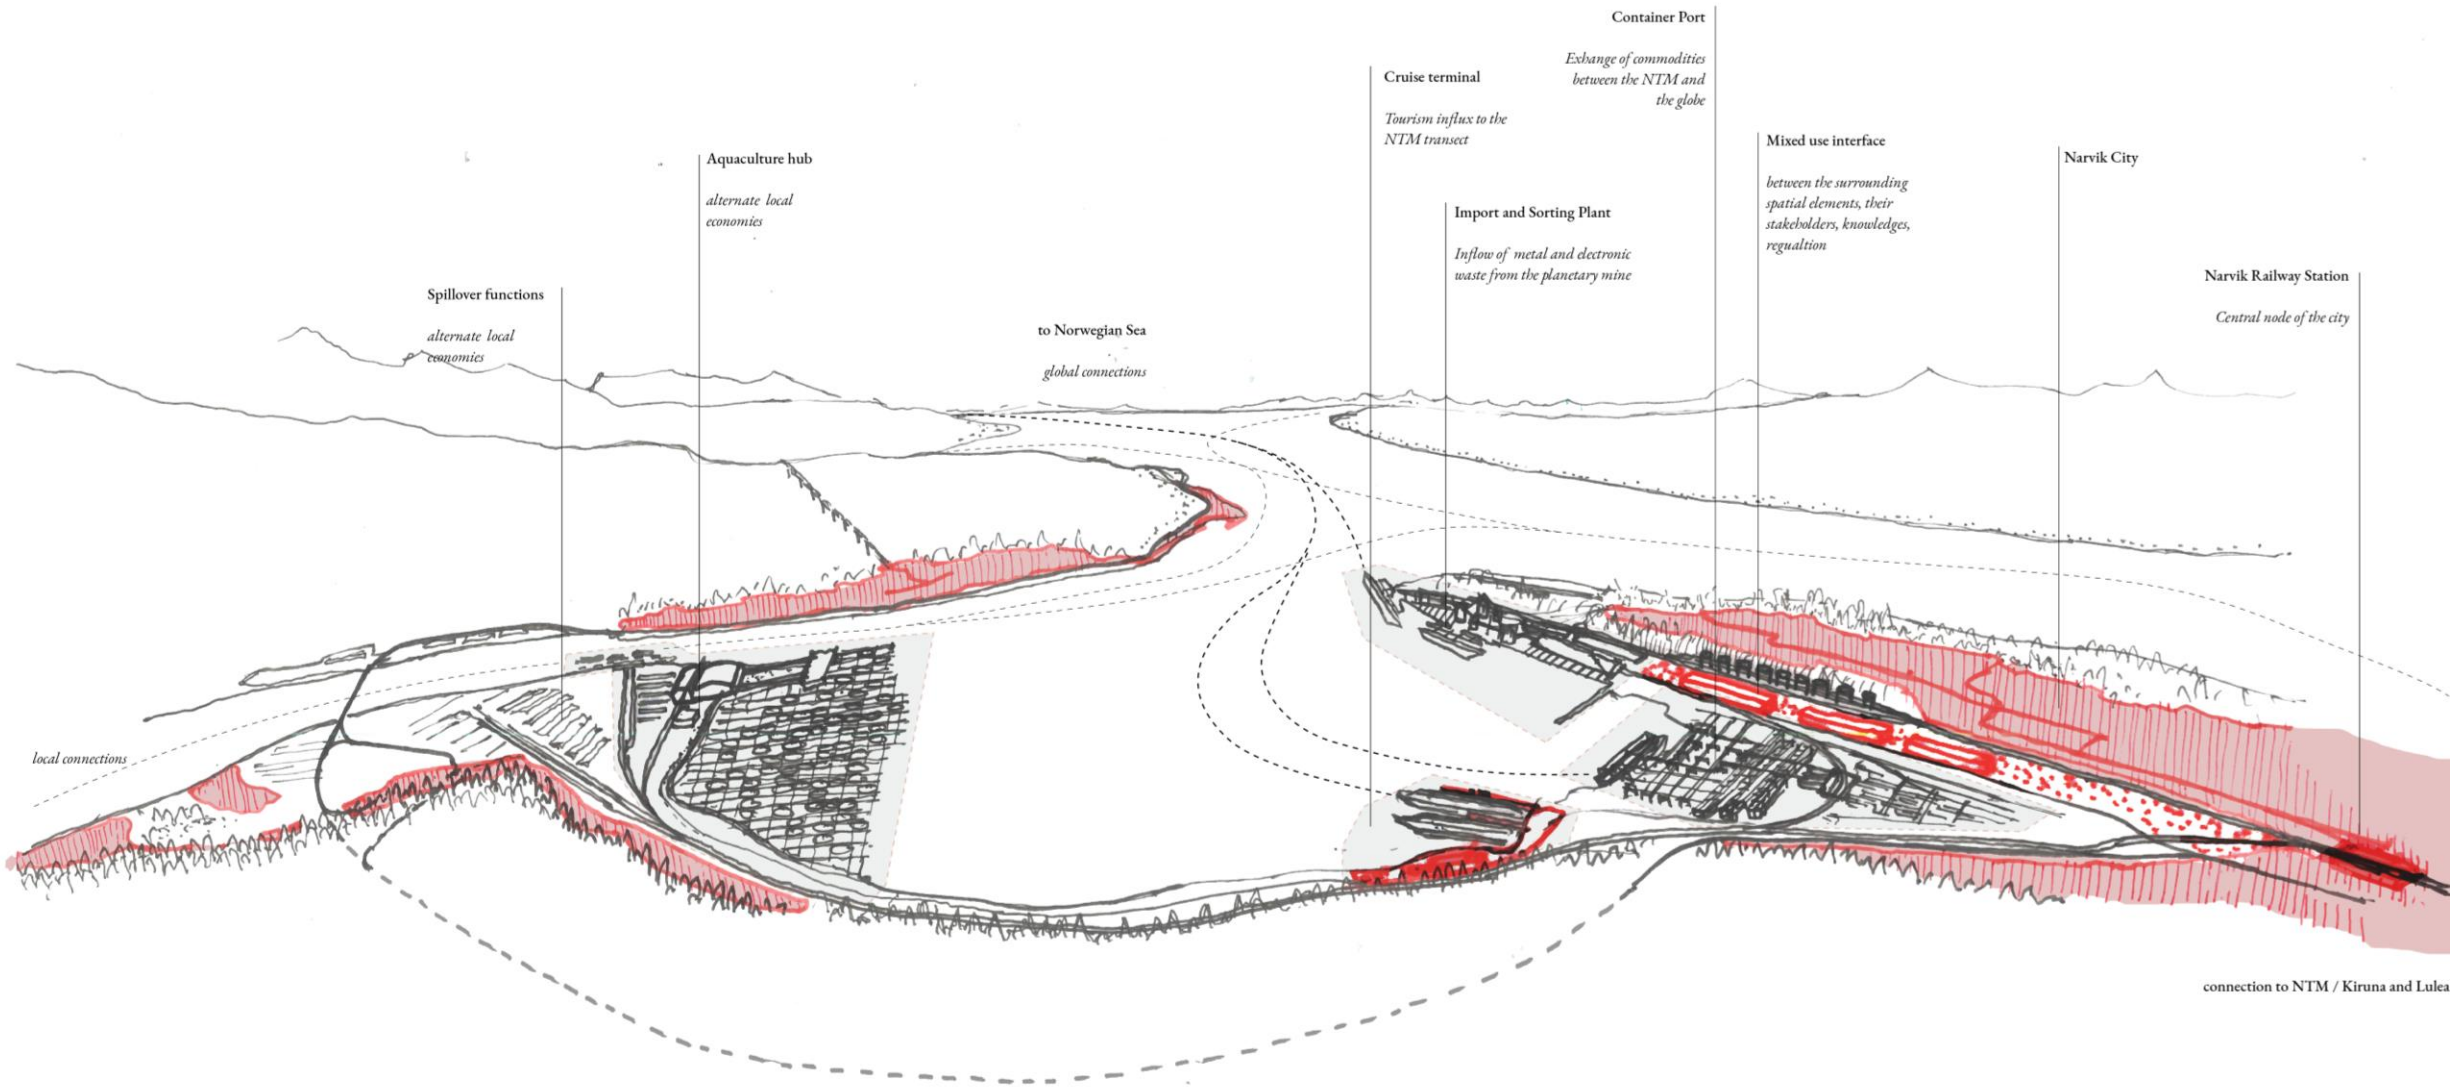 Container Port
Exhange of commodities
between the NTM and
the globe
Cruise terminal
Tourism influx to the
NTM transect
Mixed use interface
between the surrounding
spatial elements, their
stakeholders, knowledges,
regualtion
Narvik City
Aquaculture hub
alternate local
economies
Import and Sorting Plant
Inflow of metal and electronic
waste from the planetary mine
Narvik Railway Station
Central node of the city
Spillover functions
alternate local
economies
to Norwegian Sea
global connections
local connections
connection to NTM / Kiruna and Lulea